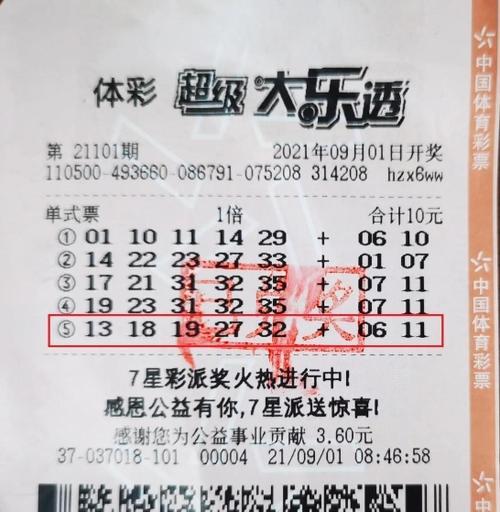 体彩 超级大乐透
第 21101期 2021年09月01日开奖
110500-493660-086791-075208 314208 hzx6ww
单式票 1倍 合计10元
① 01 10 11 14 29 + 06 10
② 14 22 23 27 33 + 01 07
③ 17 21 31 32 35 + 07 11
④ 19 23 31 32 35 + 07 11
⑤ 13 18 19 27 32 + 06 11
7星彩派奖火热进行中!
感恩公益有你,7星派送惊喜!
感谢您为公益事业贡献 3.60元
37-037018-101 00004 21/09/01 08:46:58
中国体育彩票
中国体育彩票